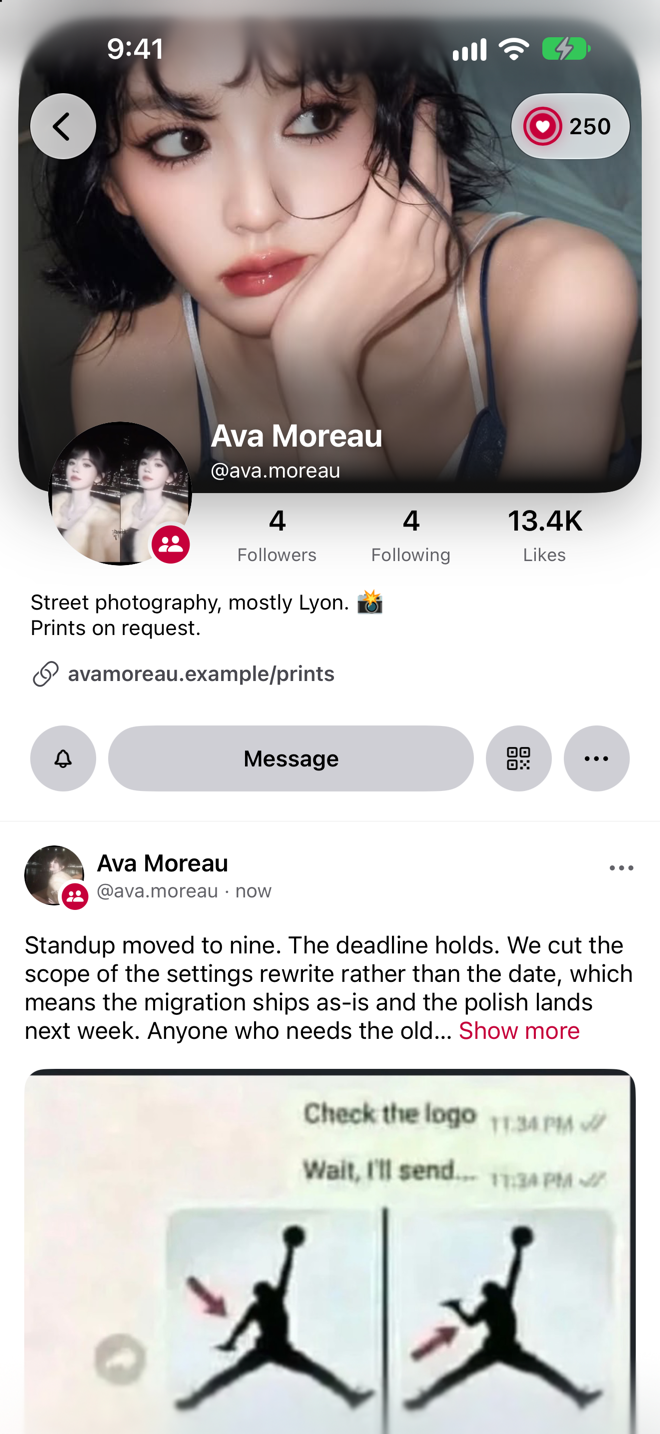 9:41
250
Ava Moreau
@ava.moreau
4
4
13.4K
Followers
Following
Likes
Street photography, mostly Lyon. 📸
Prints on request.
avamoreau.example/prints
Message
Ava Moreau
@ava.moreau · now
Standup moved to nine. The deadline holds. We cut the
scope of the settings rewrite rather than the date, which
means the migration ships as-is and the polish lands
next week. Anyone who needs the old... Show more
Check the logo 11:34 PM
Wait, I'll send... 11:34 PM